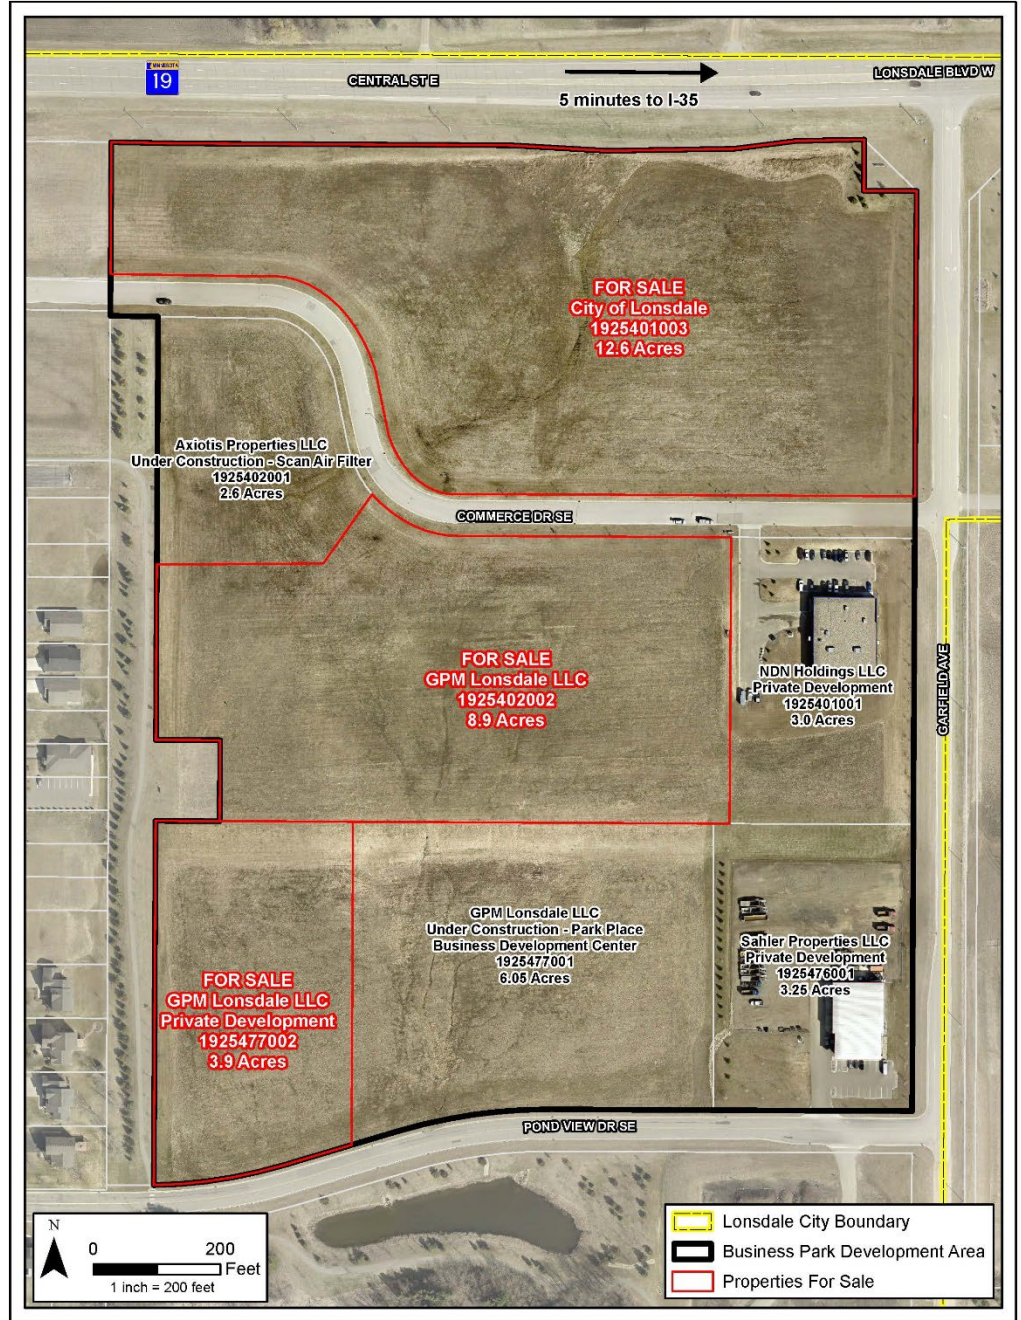 MINNESOTA
19
CENTRAL ST E
LONSDALE BLVD W
5 minutes to I-35
FOR SALE
City of Lonsdale
1925401003
12.6 Acres
Axiotis Properties LLC
Under Construction - Scan Air Filter
1925402001
2.6 Acres
COMMERCE DR SE
FOR SALE
GPM Lonsdale LLC
1925402002
8.9 Acres
NDN Holdings LLC
Private Development
1925401001
3.0 Acres
GARFIELD AVE
GPM Lonsdale LLC
Under Construction - Park Place
Business Development Center
1925477001
6.05 Acres
Sahler Properties LLC
Private Development
1925476001
3.25 Acres
FOR SALE
GPM Lonsdale LLC
Private Development
1925477002
3.9 Acres
POND VIEW DR SE
N
0 200
Feet
1 inch = 200 feet
Lonsdale City Boundary
Business Park Development Area
Properties For Sale